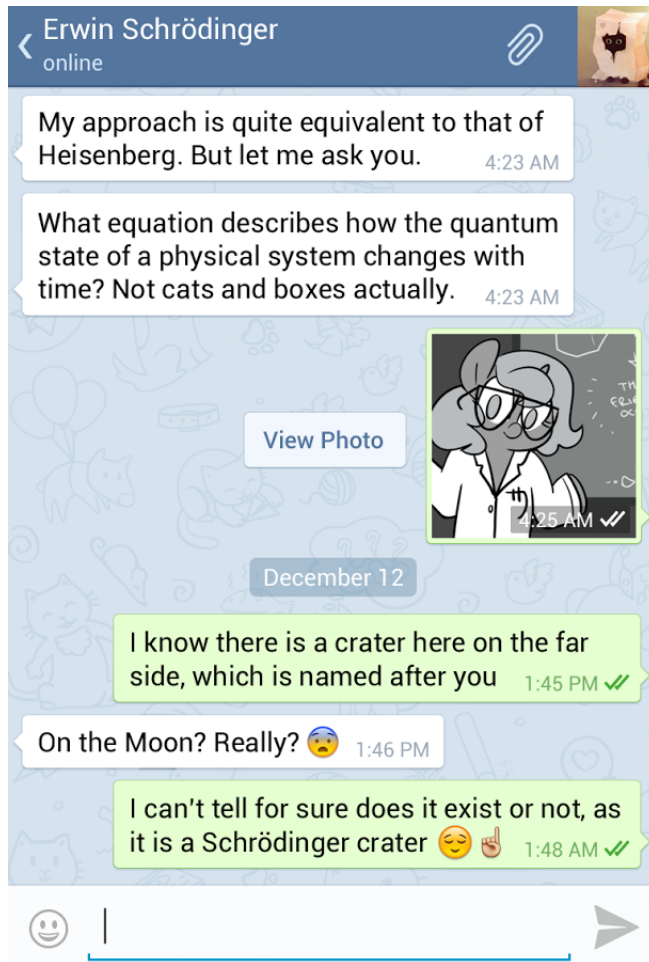 Erwin Schrödinger
online
My approach is quite equivalent to that of
Heisenberg. But let me ask you.
4:23 AM
What equation describes how the quantum
state of a physical system changes with
time? Not cats and boxes actually.
4:23 AM
View Photo
TH
4:25 AM
December 12
I know there is a crater here on the far
side, which is named after you
1:45 PM
On the Moon? Really? 😨
1:46 PM
I can't tell for sure does it exist or not, as
it is a Schrödinger crater 😌☝
1:48 AM